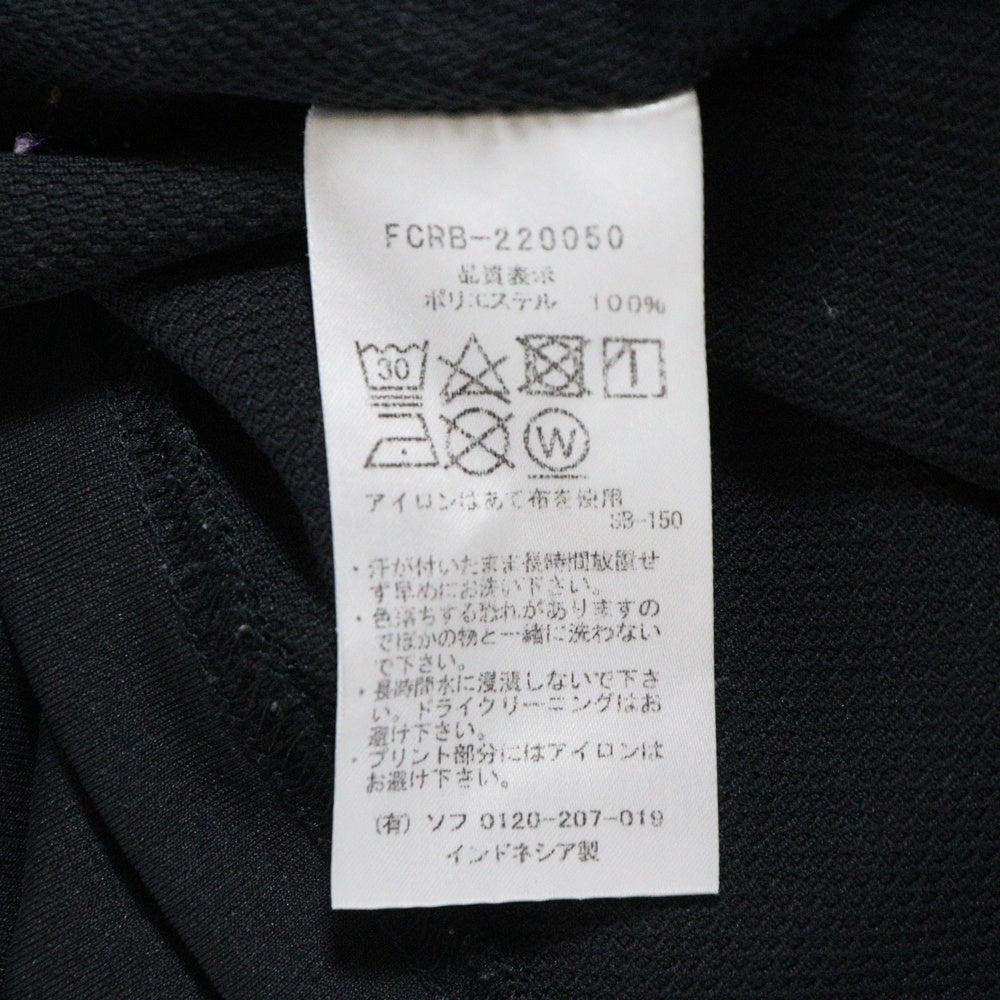 FCRB-220050
品質表示
ポリエステル 100%
30
W
アイロンはあて布を使用
SB-150
・汗が付いたまま長時間放置せ
ず早めにお洗い下さい。
・色落ちする恐れがありますの
でほかの物と一緒に洗わない
で下さい。
・長時間水に浸漬しないで下さ
い。ドライクリーニングはお
避け下さい。
・プリント部分にはアイロンは
お避け下さい。
(有) ソフ 0120-207-019
インドネシア製